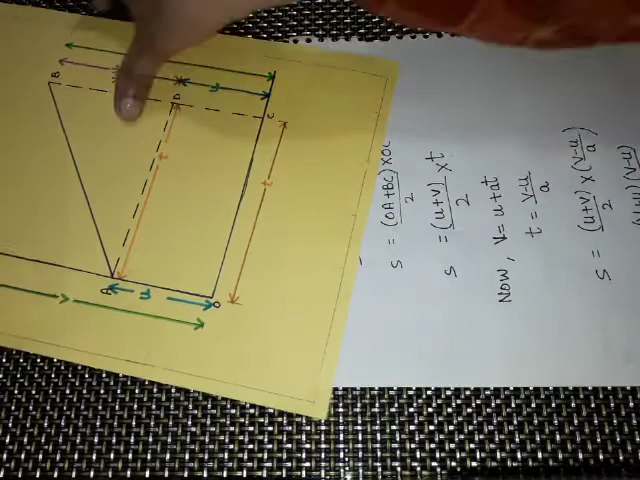 B
D
C
A
O
t
t
u
u
v
S = (OA+BC) × OC / 2
S = (u+v) / 2 × t
Now, v = u + at
t = v-u / a
S = (u+v) / 2 × (v-u / a)
(v-u)